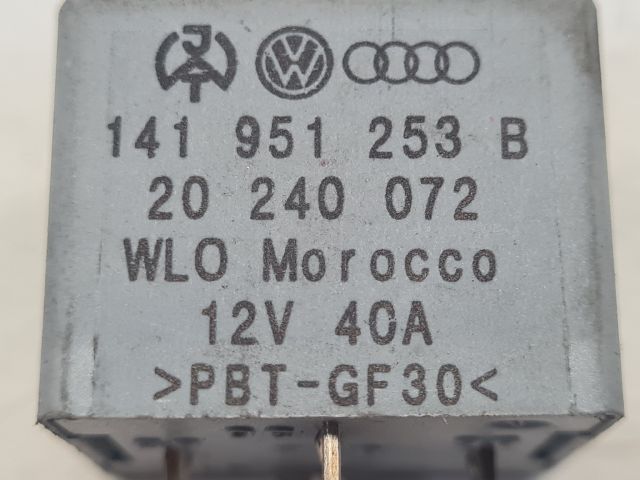 141 951 253 B
20 240 072
WLO Morocco
12V 40A
>PBT-GF30<